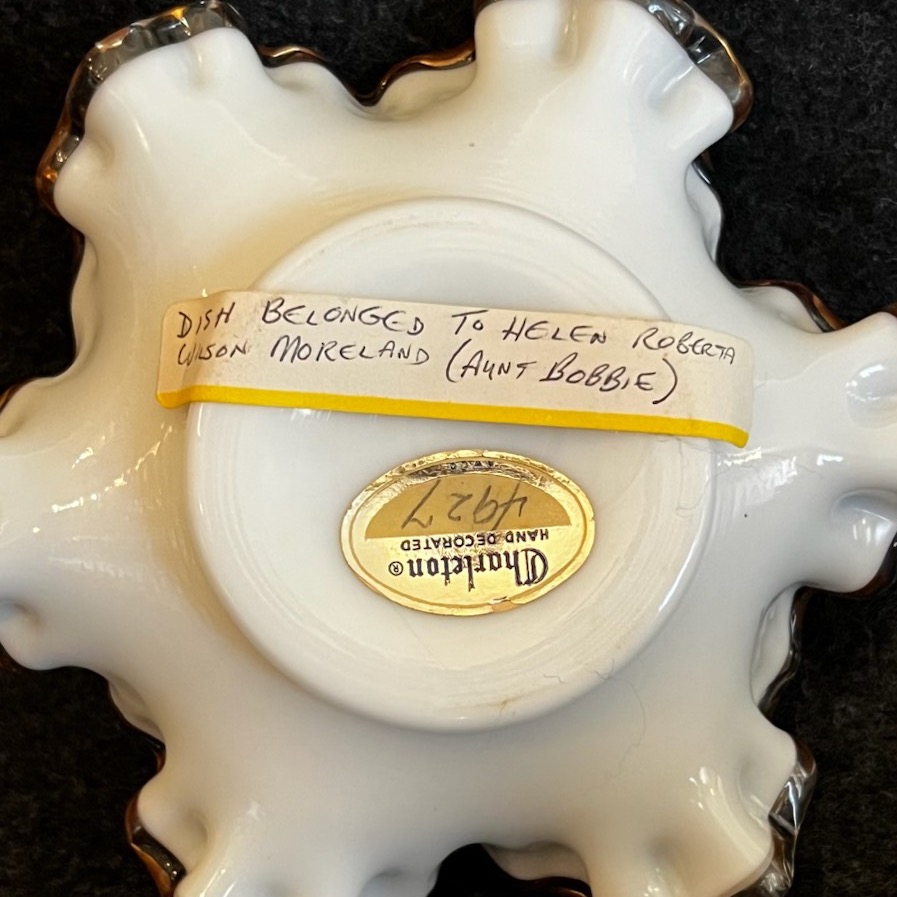 DISH BELONGED TO HELEN ROBERTA
WILSON MORELAND (AUNT BOBBIE)
Charleton®
HAND DECORATED
4927